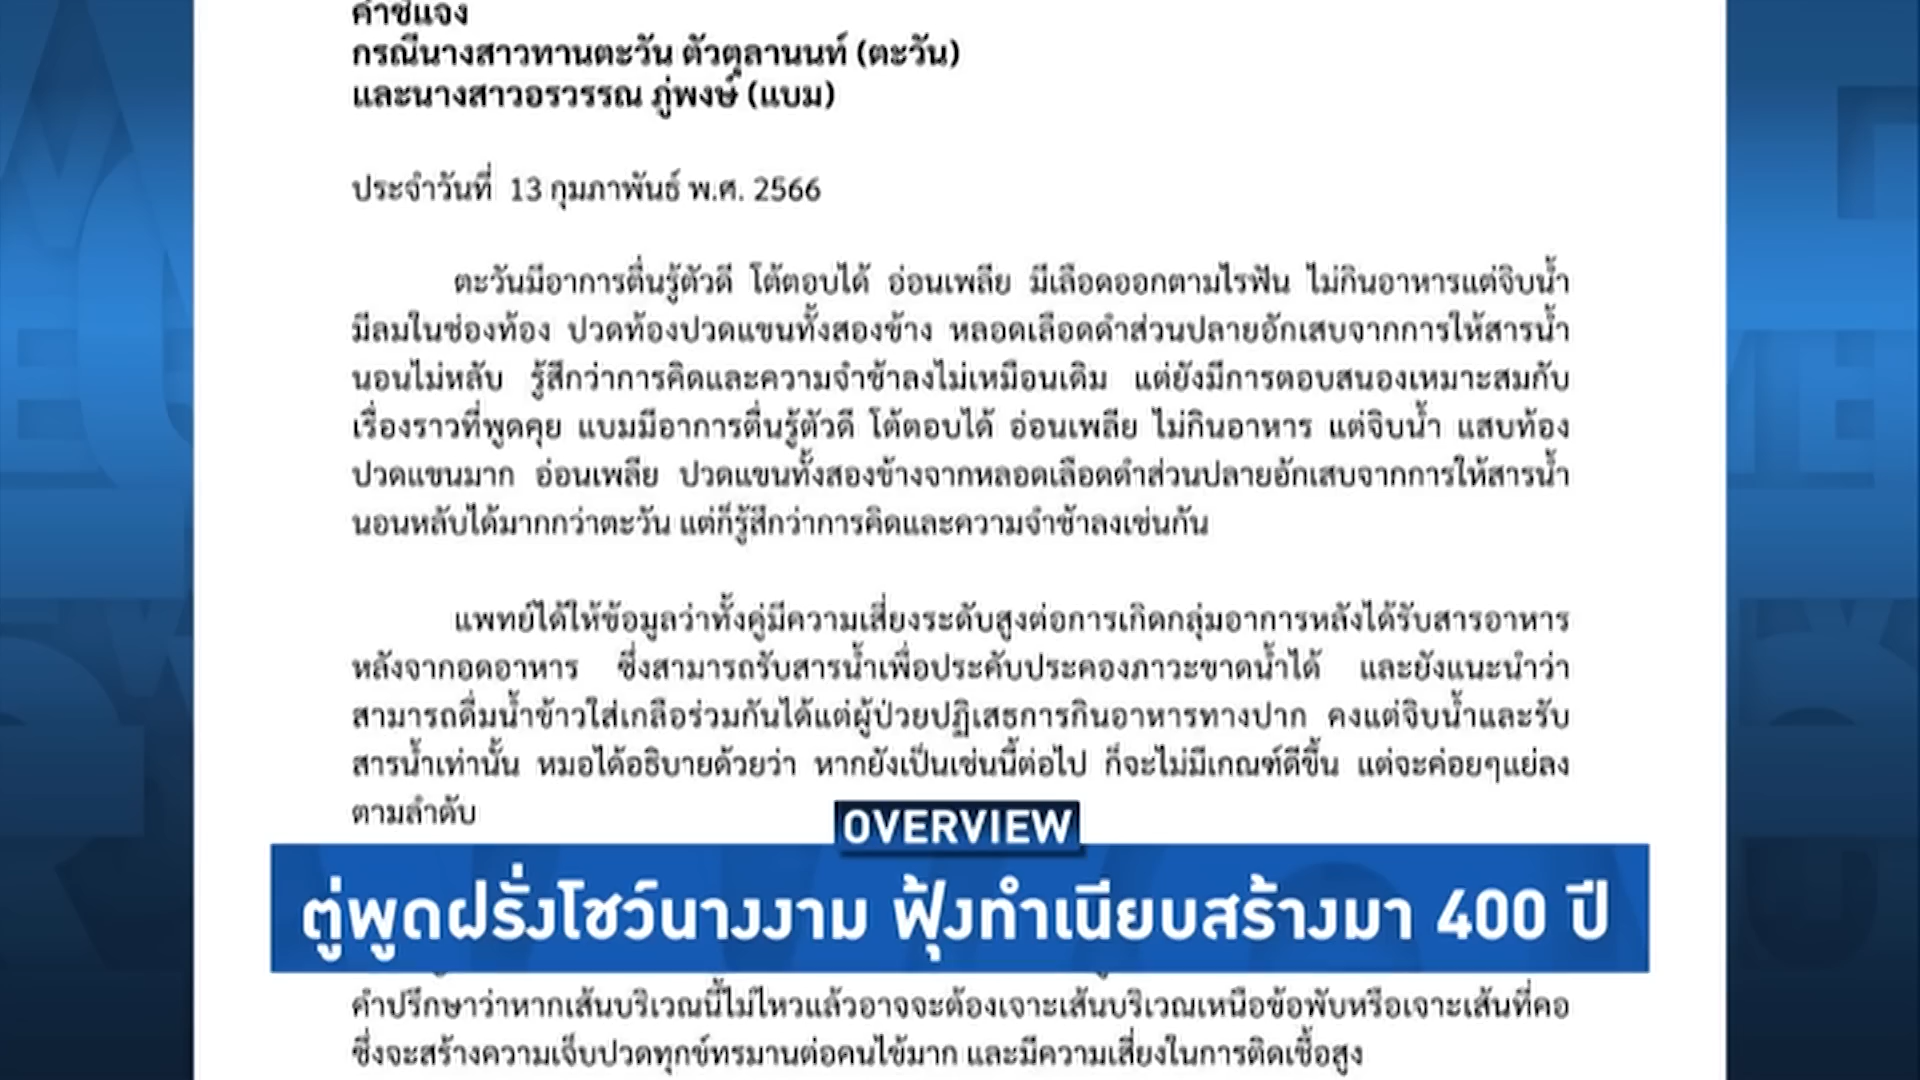 คำชี้แจง
กรณีนางสาวทานตะวัน ตัวตุลานนท์ (ตะวัน)
และนางสาวอรวรรณ ภู่พงษ์ (แบม)
ประจำวันที่ 13 กุมภาพันธ์ พ.ศ. 2566
ตะวันมีอาการตื่นรู้ตัวดี โต้ตอบได้ อ่อนเพลีย มีเลือดออกตามไรฟัน ไม่กินอาหารแต่จิบน้ำ
มีลมในช่องท้อง ปวดท้องปวดแขนทั้งสองข้าง หลอดเลือดดำส่วนปลายอักเสบจากการให้สารน้ำ
นอนไม่หลับ รู้สึกว่าการคิดและความจำช้าลงไม่เหมือนเดิม แต่ยังมีการตอบสนองเหมาะสมกับ
เรื่องราวที่พูดคุย แบมมีอาการตื่นรู้ตัวดี โต้ตอบได้ อ่อนเพลีย ไม่กินอาหาร แต่จิบน้ำ แสบท้อง
ปวดแขนมาก อ่อนเพลีย ปวดแขนทั้งสองข้างจากหลอดเลือดดำส่วนปลายอักเสบจากการให้สารน้ำ
นอนหลับได้มากกว่าตะวัน แต่ก็รู้สึกว่าการคิดและความจำช้าลงเช่นกัน
แพทย์ได้ให้ข้อมูลว่าทั้งคู่มีความเสี่ยงระดับสูงต่อการเกิดกลุ่มอาการหลังได้รับสารอาหาร
หลังจากอดอาหาร ซึ่งสามารถรับสารน้ำเพื่อประคับประคองภาวะขาดน้ำได้ และยังแนะนำว่า
สามารถดื่มน้ำข้าวใส่เกลือร่วมกันได้แต่ผู้ป่วยปฏิเสธการกินอาหารทางปาก คงแต่จิบน้ำและรับ
สารน้ำเท่านั้น หมอได้อธิบายด้วยว่า หากยังเป็นเช่นนี้ต่อไป ก็จะไม่มีเกณฑ์ดีขึ้น แต่จะค่อยๆแย่ลง
ตามลำดับ
OVERVIEW
ตู่พูดฝรั่งโชว์นางงาม ฟุ้งทำเนียบสร้างมา 400 ปี
คำปรึกษาว่าหากเส้นบริเวณนี้ไม่ไหวแล้วอาจจะต้องเจาะเส้นบริเวณเหนือข้อพับหรือเจาะเส้นที่คอ
ซึ่งจะสร้างความเจ็บปวดทุกข์ทรมานต่อคนไข้มาก และมีความเสี่ยงในการติดเชื้อสูง